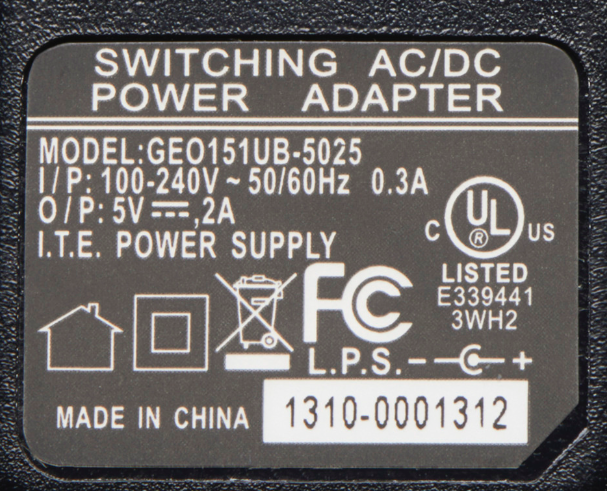 SWITCHING AC/DC
POWER ADAPTER
MODEL:GEO151UB-5025
I/P: 100-240V ~ 50/60Hz 0.3A
O/P: 5V ⎓,2A
I.T.E. POWER SUPPLY
C UL US
®
LISTED
E339441
3WH2
FC
L.P.S. - +
MADE IN CHINA 1310-0001312